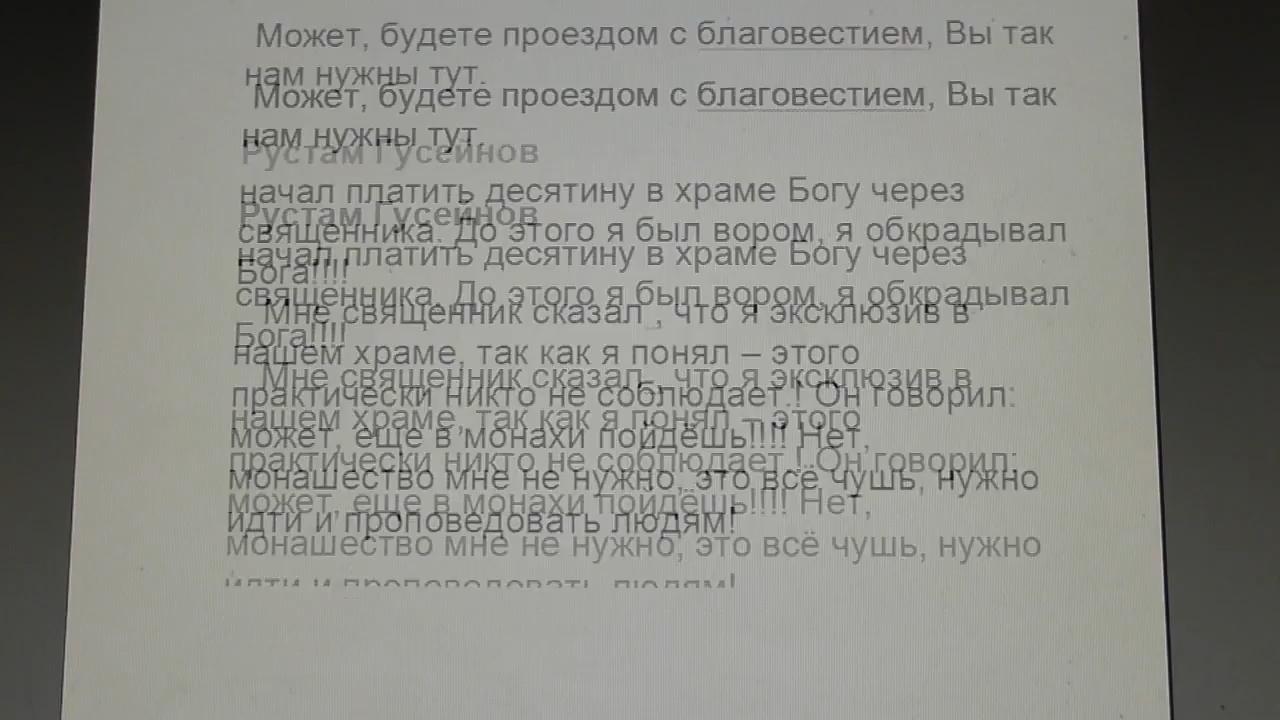 Может, будете проездом с благовестием, Вы так
нам нужны тут.
Может, будете проездом с благовестием, Вы так
нам нужны тут.
Рустам Гусейнов
начал платить десятину в храме Богу через
Рустам Гусейнов
священника. До этого я был вором, я обкрадывал
начал платить десятину в храме Богу через
Бога!!!!
священника. До этого я был вором, я обкрадывал
Мне священник сказал , что я эксклюзив в
Бога!!!!
нашем храме, так как я понял – этого
Мне священник сказал , что я эксклюзив в
практически никто не соблюдает.! Он говорил:
нашем храме, так как я понял – этого
может, еще в монахи пойдёшь!!!! Нет,
практически никто не соблюдает.! Он говорил:
монашество мне не нужно, это всё чушь, нужно
может, еще в монахи пойдёшь!!!! Нет,
идти и проповедовать людям!
монашество мне не нужно, это всё чушь, нужно
идти и проповедовать людям!